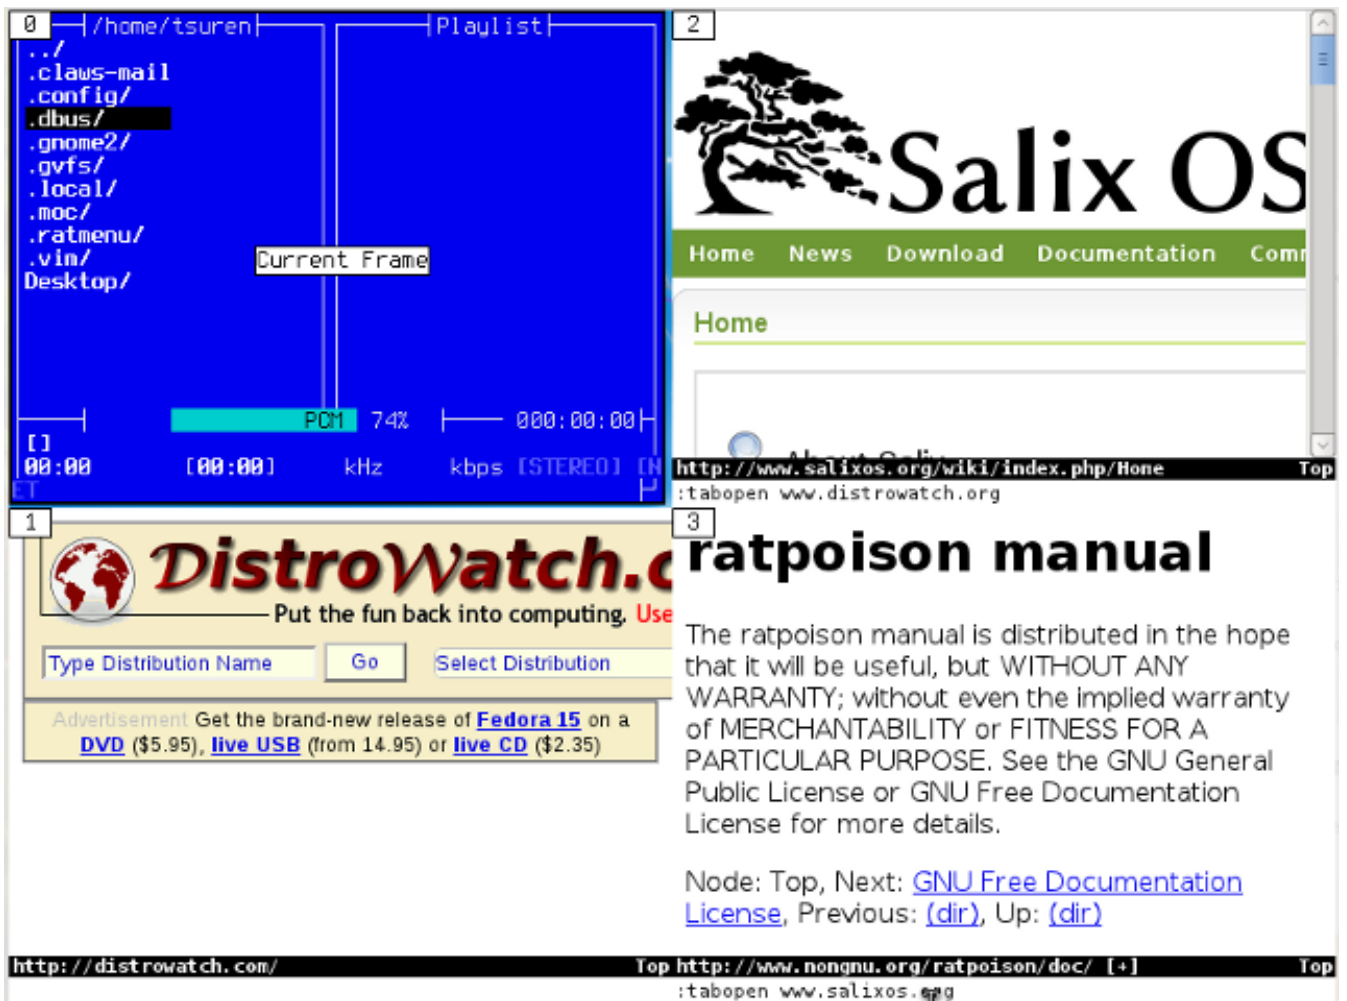 0
/home/tsuren
Playlist
../
.claws-mail
.config/
.dbus/
.gnome2/
.gvfs/
.local/
.moc/
.ratmenu/
.vin/
Desktop/
Current Frame
PCM 74% 000:00:00
[]
00:00 [00:00] kHz kbps [STEREO] [N
ET
2
Salix OS
Home News Download Documentation Com
Home
http://www.salixos.org/wiki/index.php/Home Top
:tabopen www.distrowatch.org
1
DistroWatch.c
Put the fun back into computing. Use
Type Distribution Name Go Select Distribution
Advertisement Get the brand-new release of Fedora 15 on a
DVD ($5.95), live USB (from 14.95) or live CD ($2.35)
http://distrowatch.com/ Top
3
ratpoison manual
The ratpoison manual is distributed in the hope
that it will be useful, but WITHOUT ANY
WARRANTY; without even the implied warranty
of MERCHANTABILITY or FITNESS FOR A
PARTICULAR PURPOSE. See the GNU General
Public License or GNU Free Documentation
License for more details.
Node: Top, Next: GNU Free Documentation
License, Previous: (dir), Up: (dir)
http://www.nongnu.org/ratpoison/doc/ [+] Top
:tabopen